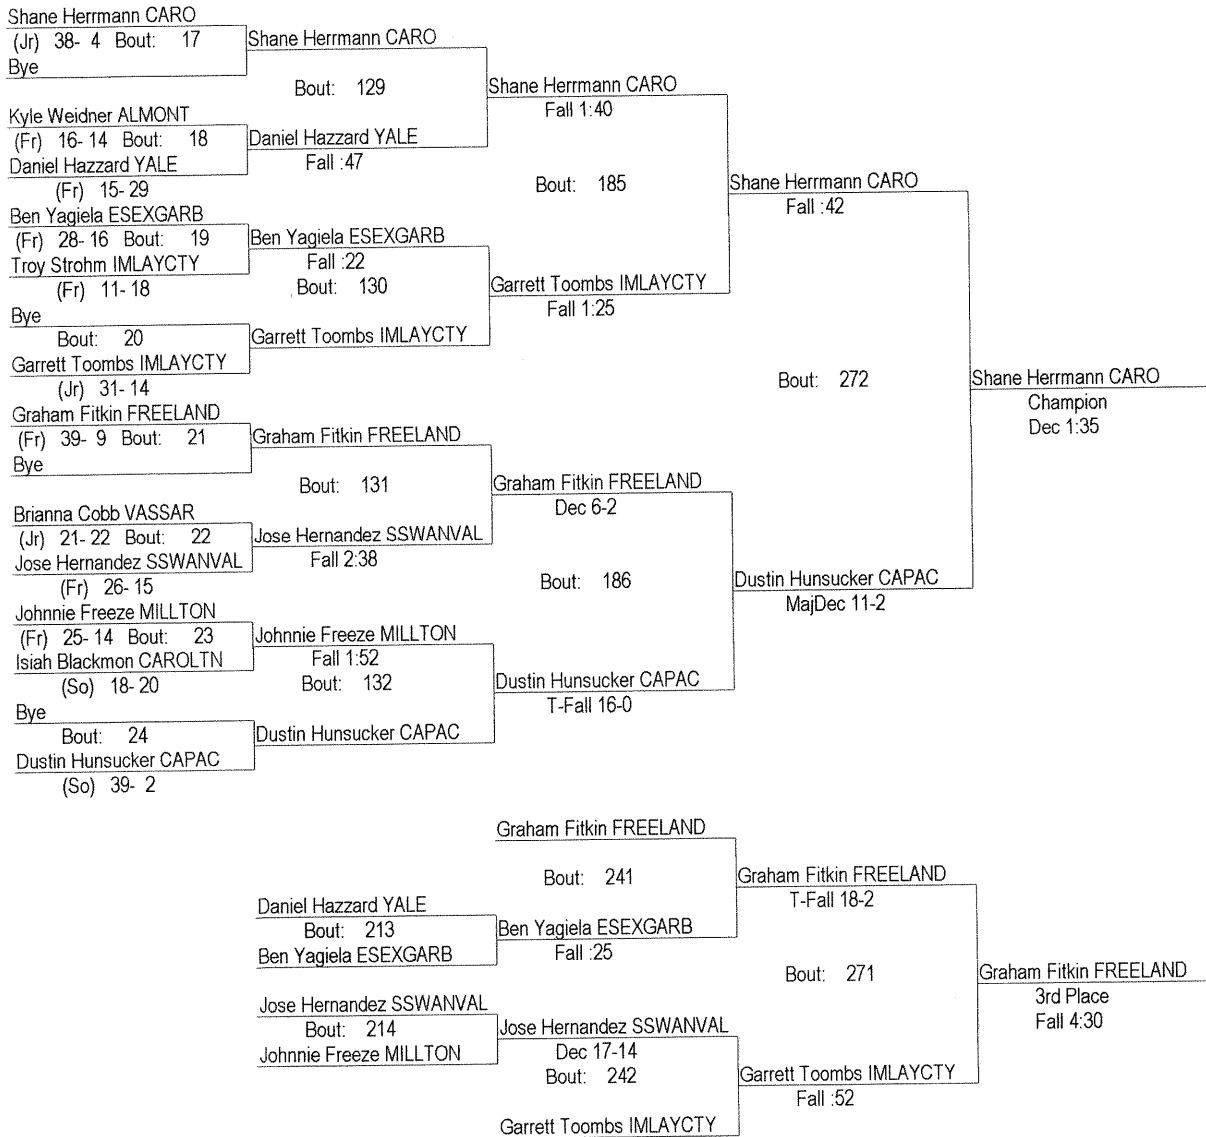 Shane Herrmann CARO
(Jr) 38- 4 Bout: 17
Bye
Shane Herrmann CARO
Bout: 129
Kyle Weidner ALMONT
(Fr) 16- 14 Bout: 18
Daniel Hazzard YALE
(Fr) 15- 29
Daniel Hazzard YALE
Fall :47
Shane Herrmann CARO
Fall 1:40
Bout: 185
Ben Yagiela ESEXGARB
(Fr) 28- 16 Bout: 19
Troy Strohm IMLAYCTY
(Fr) 11- 18
Ben Yagiela ESEXGARB
Fall :22
Bout: 130
Bye
Bout: 20
Garrett Toombs IMLAYCTY
(Jr) 31- 14
Garrett Toombs IMLAYCTY
Garrett Toombs IMLAYCTY
Fall 1:25
Shane Herrmann CARO
Fall :42
Bout: 272
Shane Herrmann CARO
Champion
Dec 1:35
Graham Fitkin FREELAND
(Fr) 39- 9 Bout: 21
Bye
Graham Fitkin FREELAND
Bout: 131
Brianna Cobb VASSAR
(Jr) 21- 22 Bout: 22
Jose Hernandez SSWANVAL
(Fr) 26- 15
Jose Hernandez SSWANVAL
Fall 2:38
Graham Fitkin FREELAND
Dec 6-2
Bout: 186
Johnnie Freeze MILLTON
(Fr) 25- 14 Bout: 23
Isiah Blackmon CAROLTN
(So) 18- 20
Johnnie Freeze MILLTON
Fall 1:52
Bout: 132
Bye
Bout: 24
Dustin Hunsucker CAPAC
(So) 39- 2
Dustin Hunsucker CAPAC
Dustin Hunsucker CAPAC
T-Fall 16-0
Dustin Hunsucker CAPAC
MajDec 11-2
Graham Fitkin FREELAND
Bout: 241
Daniel Hazzard YALE
Bout: 213
Ben Yagiela ESEXGARB
Ben Yagiela ESEXGARB
Fall :25
Graham Fitkin FREELAND
T-Fall 18-2
Bout: 271
Graham Fitkin FREELAND
3rd Place
Fall 4:30
Jose Hernandez SSWANVAL
Bout: 214
Johnnie Freeze MILLTON
Jose Hernandez SSWANVAL
Dec 17-14
Bout: 242
Garrett Toombs IMLAYCTY
Garrett Toombs IMLAYCTY
Fall :52